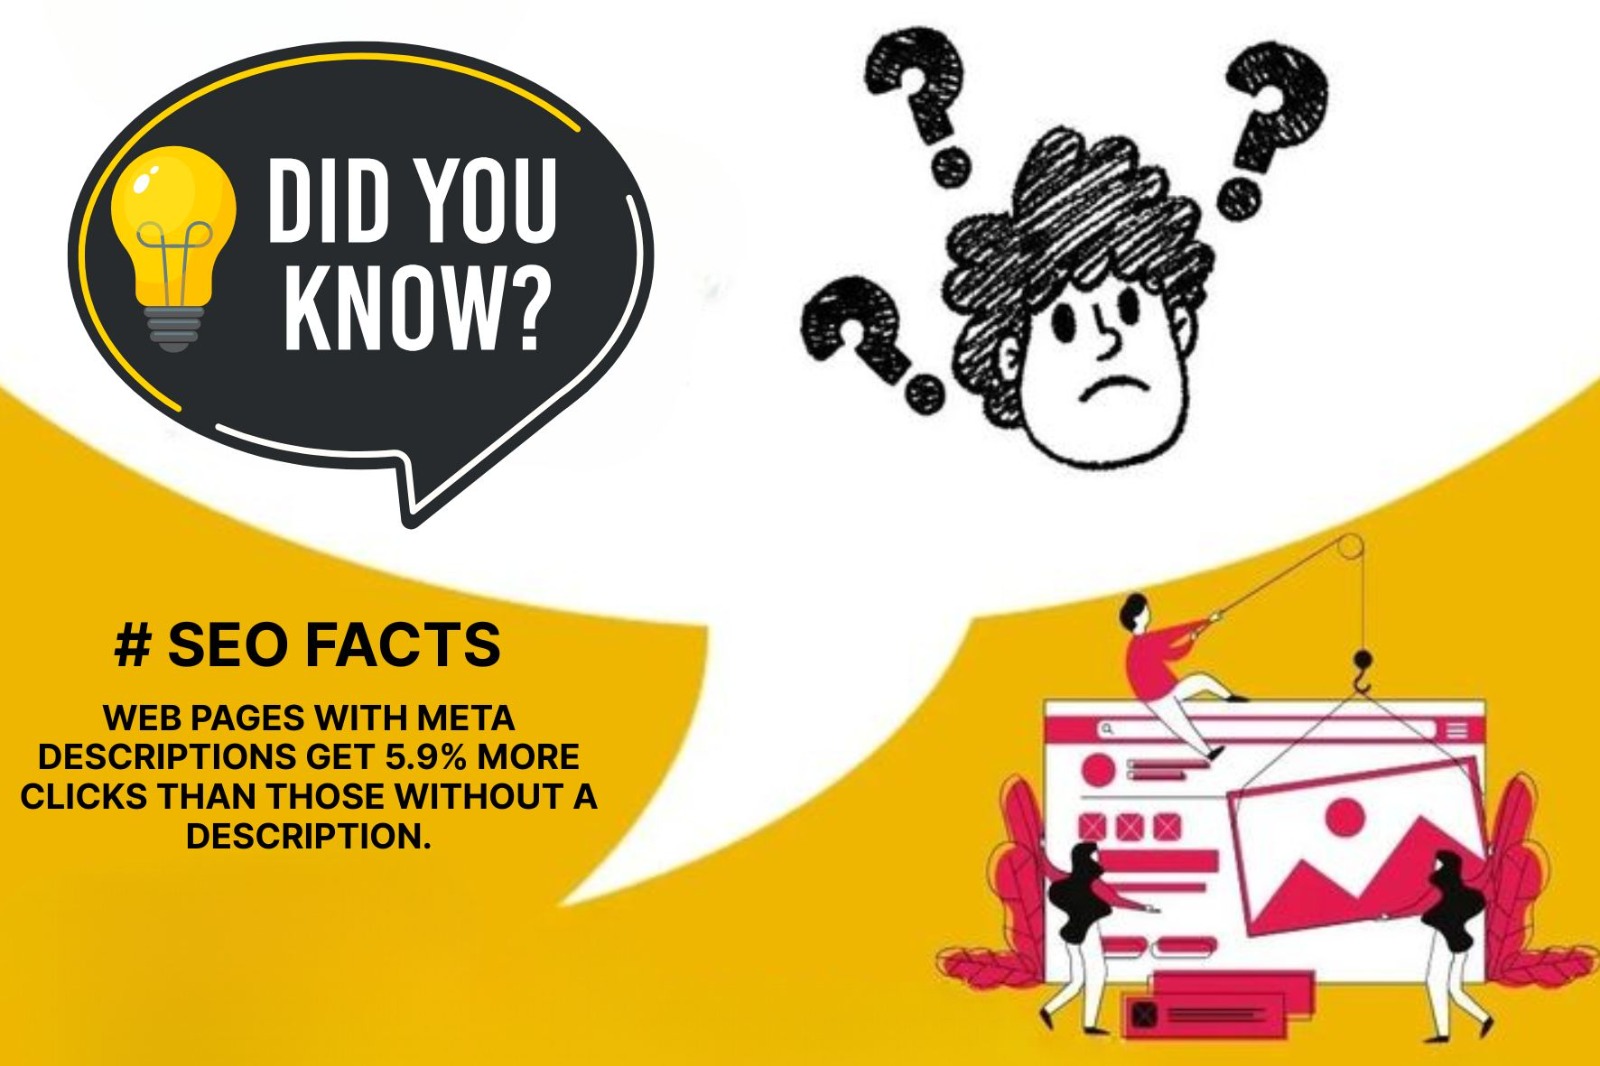 DID YOU
KNOW?
# SEO FACTS
WEB PAGES WITH META
DESCRIPTIONS GET 5.9% MORE
CLICKS THAN THOSE WITHOUT A
DESCRIPTION.